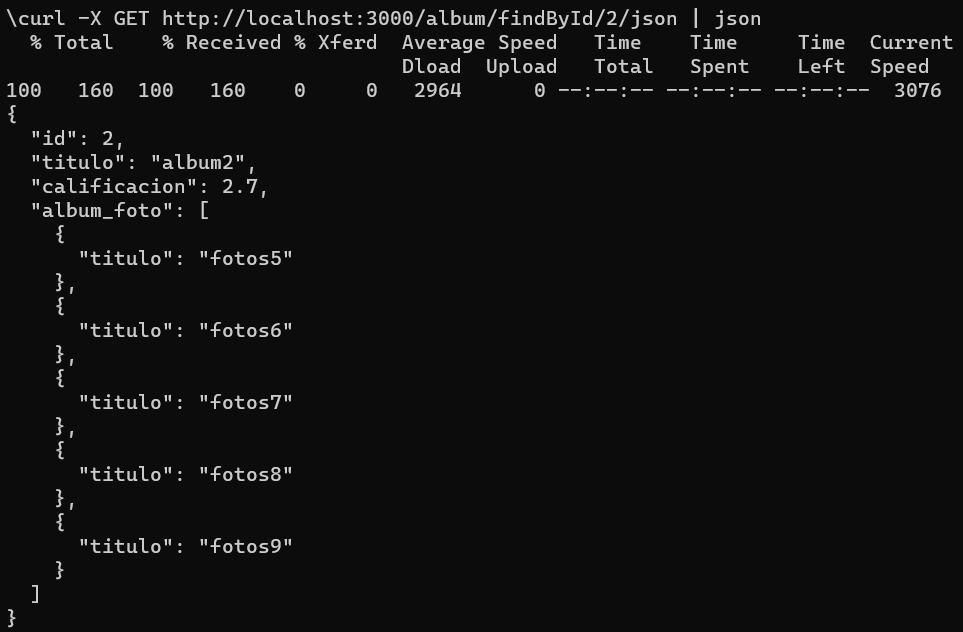 \curl -X GET http://localhost:3000/album/findById/2/json | json
  % Total    % Received % Xferd  Average Speed   Time    Time     Time  Current
                                 Dload  Upload   Total   Spent    Left  Speed
100   160  100   160    0     0   2964      0 --:--:-- --:--:-- --:--:--  3076
{
  "id": 2,
  "titulo": "album2",
  "calificacion": 2.7,
  "album_foto": [
    {
      "titulo": "fotos5"
    },
    {
      "titulo": "fotos6"
    },
    {
      "titulo": "fotos7"
    },
    {
      "titulo": "fotos8"
    },
    {
      "titulo": "fotos9"
    }
  ]
}